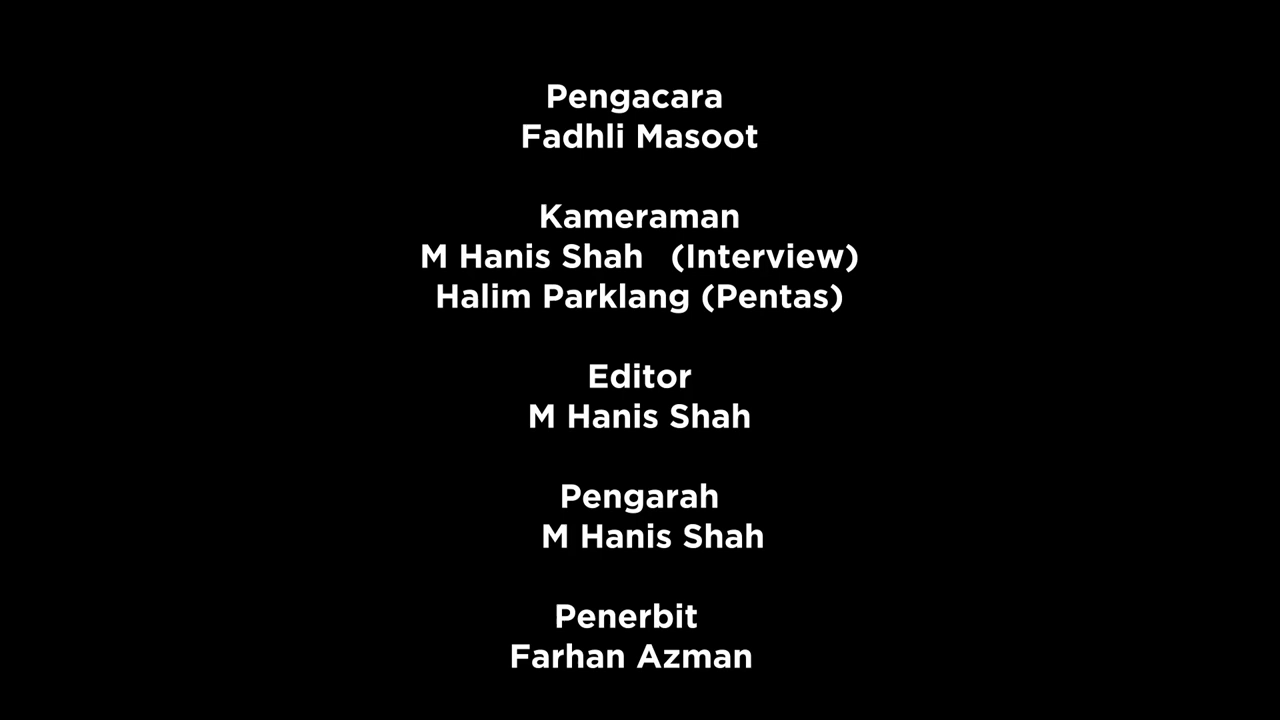 Pengacara
Fadhli Masoot
Kameraman
M Hanis Shah (Interview)
Halim Parklang (Pentas)
Editor
M Hanis Shah
Pengarah
M Hanis Shah
Penerbit
Farhan Azman